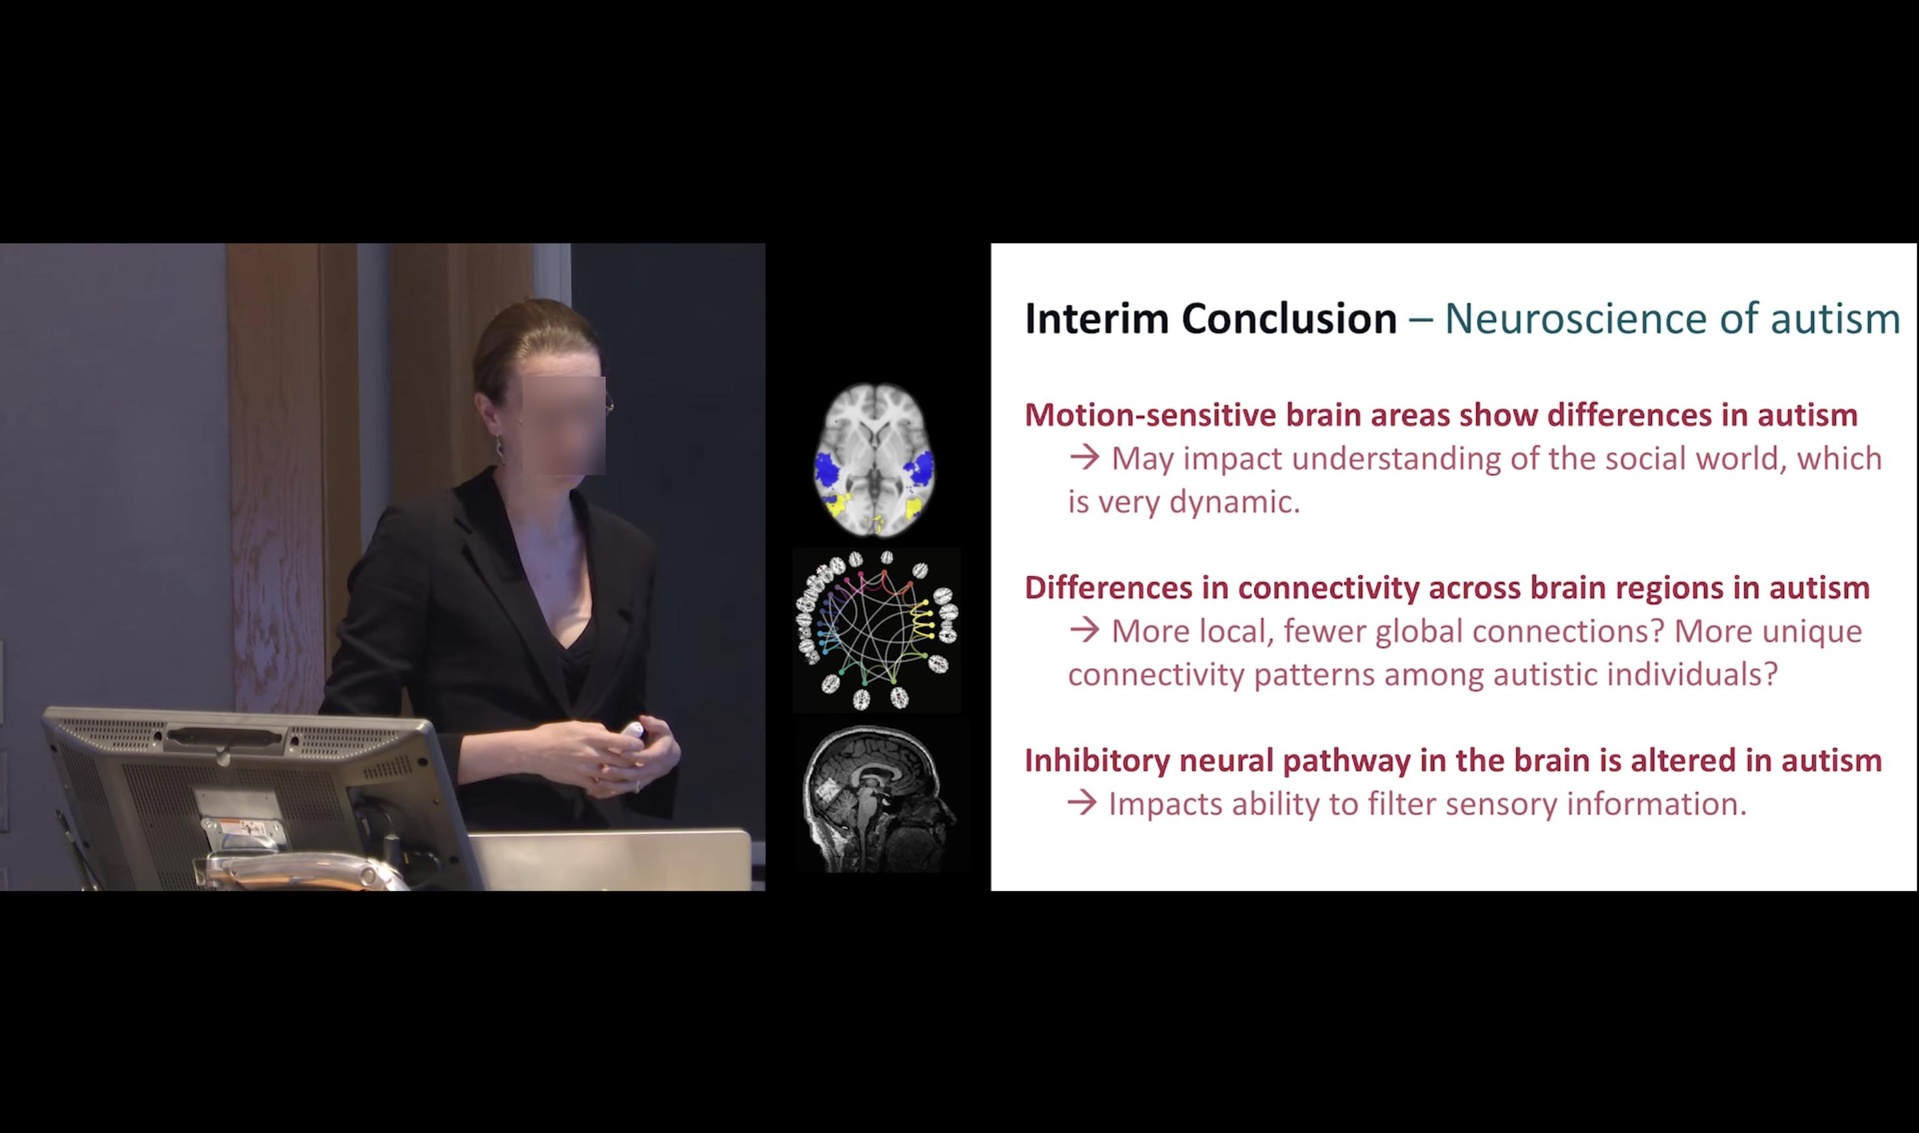 Interim Conclusion – Neuroscience of autism
Motion-sensitive brain areas show differences in autism
→ May impact understanding of the social world, which
is very dynamic.
Differences in connectivity across brain regions in autism
→ More local, fewer global connections? More unique
connectivity patterns among autistic individuals?
Inhibitory neural pathway in the brain is altered in autism
→ Impacts ability to filter sensory information.